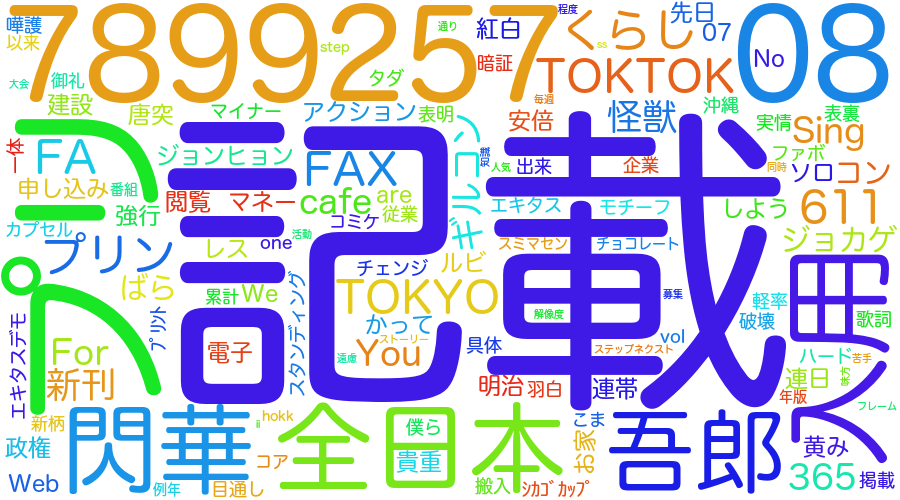 7899257
08
記載
TOKTOK
くらし
先日
07
紅白
No
嘩護
以来
step
通り
程度
ss
大会
御礼
タダ
暗証
毎週
建設
唐突
マイナー
アクション
表明
安倍
怪獣
沖縄
表裏
実情
Sing
一体
FA
ジョンヒョン
FAX
ギルコン
人気
出来
企業
ファボ
同時
ソロ
コン
申し込み
番組
閲覧
マネー
cafe
are
従業
エキタス
モチーフ
しよう
611
カプセル
強行
コミケ
プリン
レス
one
活動
スミマセン
チョコレート
ジョカゲ
ペ
ばら
累計
We
チェンジ
ルビ
募集
入園
軽率
TOKYO
スタンディング
解像度
破壊
歌詞
エキタスデモ
プリント
かって
具体
vol
For
電子
遠慮
ストーリー
You
ステップネクスト
ハード
苦手
新刊
明治
羽白
連帯
連日
味方
年版
フレーム
新柄
閃華
hokk
ii
全日本
僕ら
こま
吾郎
黄み
政権
コア
貴重
お家
365
掲載
Web
例年
目通し
搬入
シカゴカップ